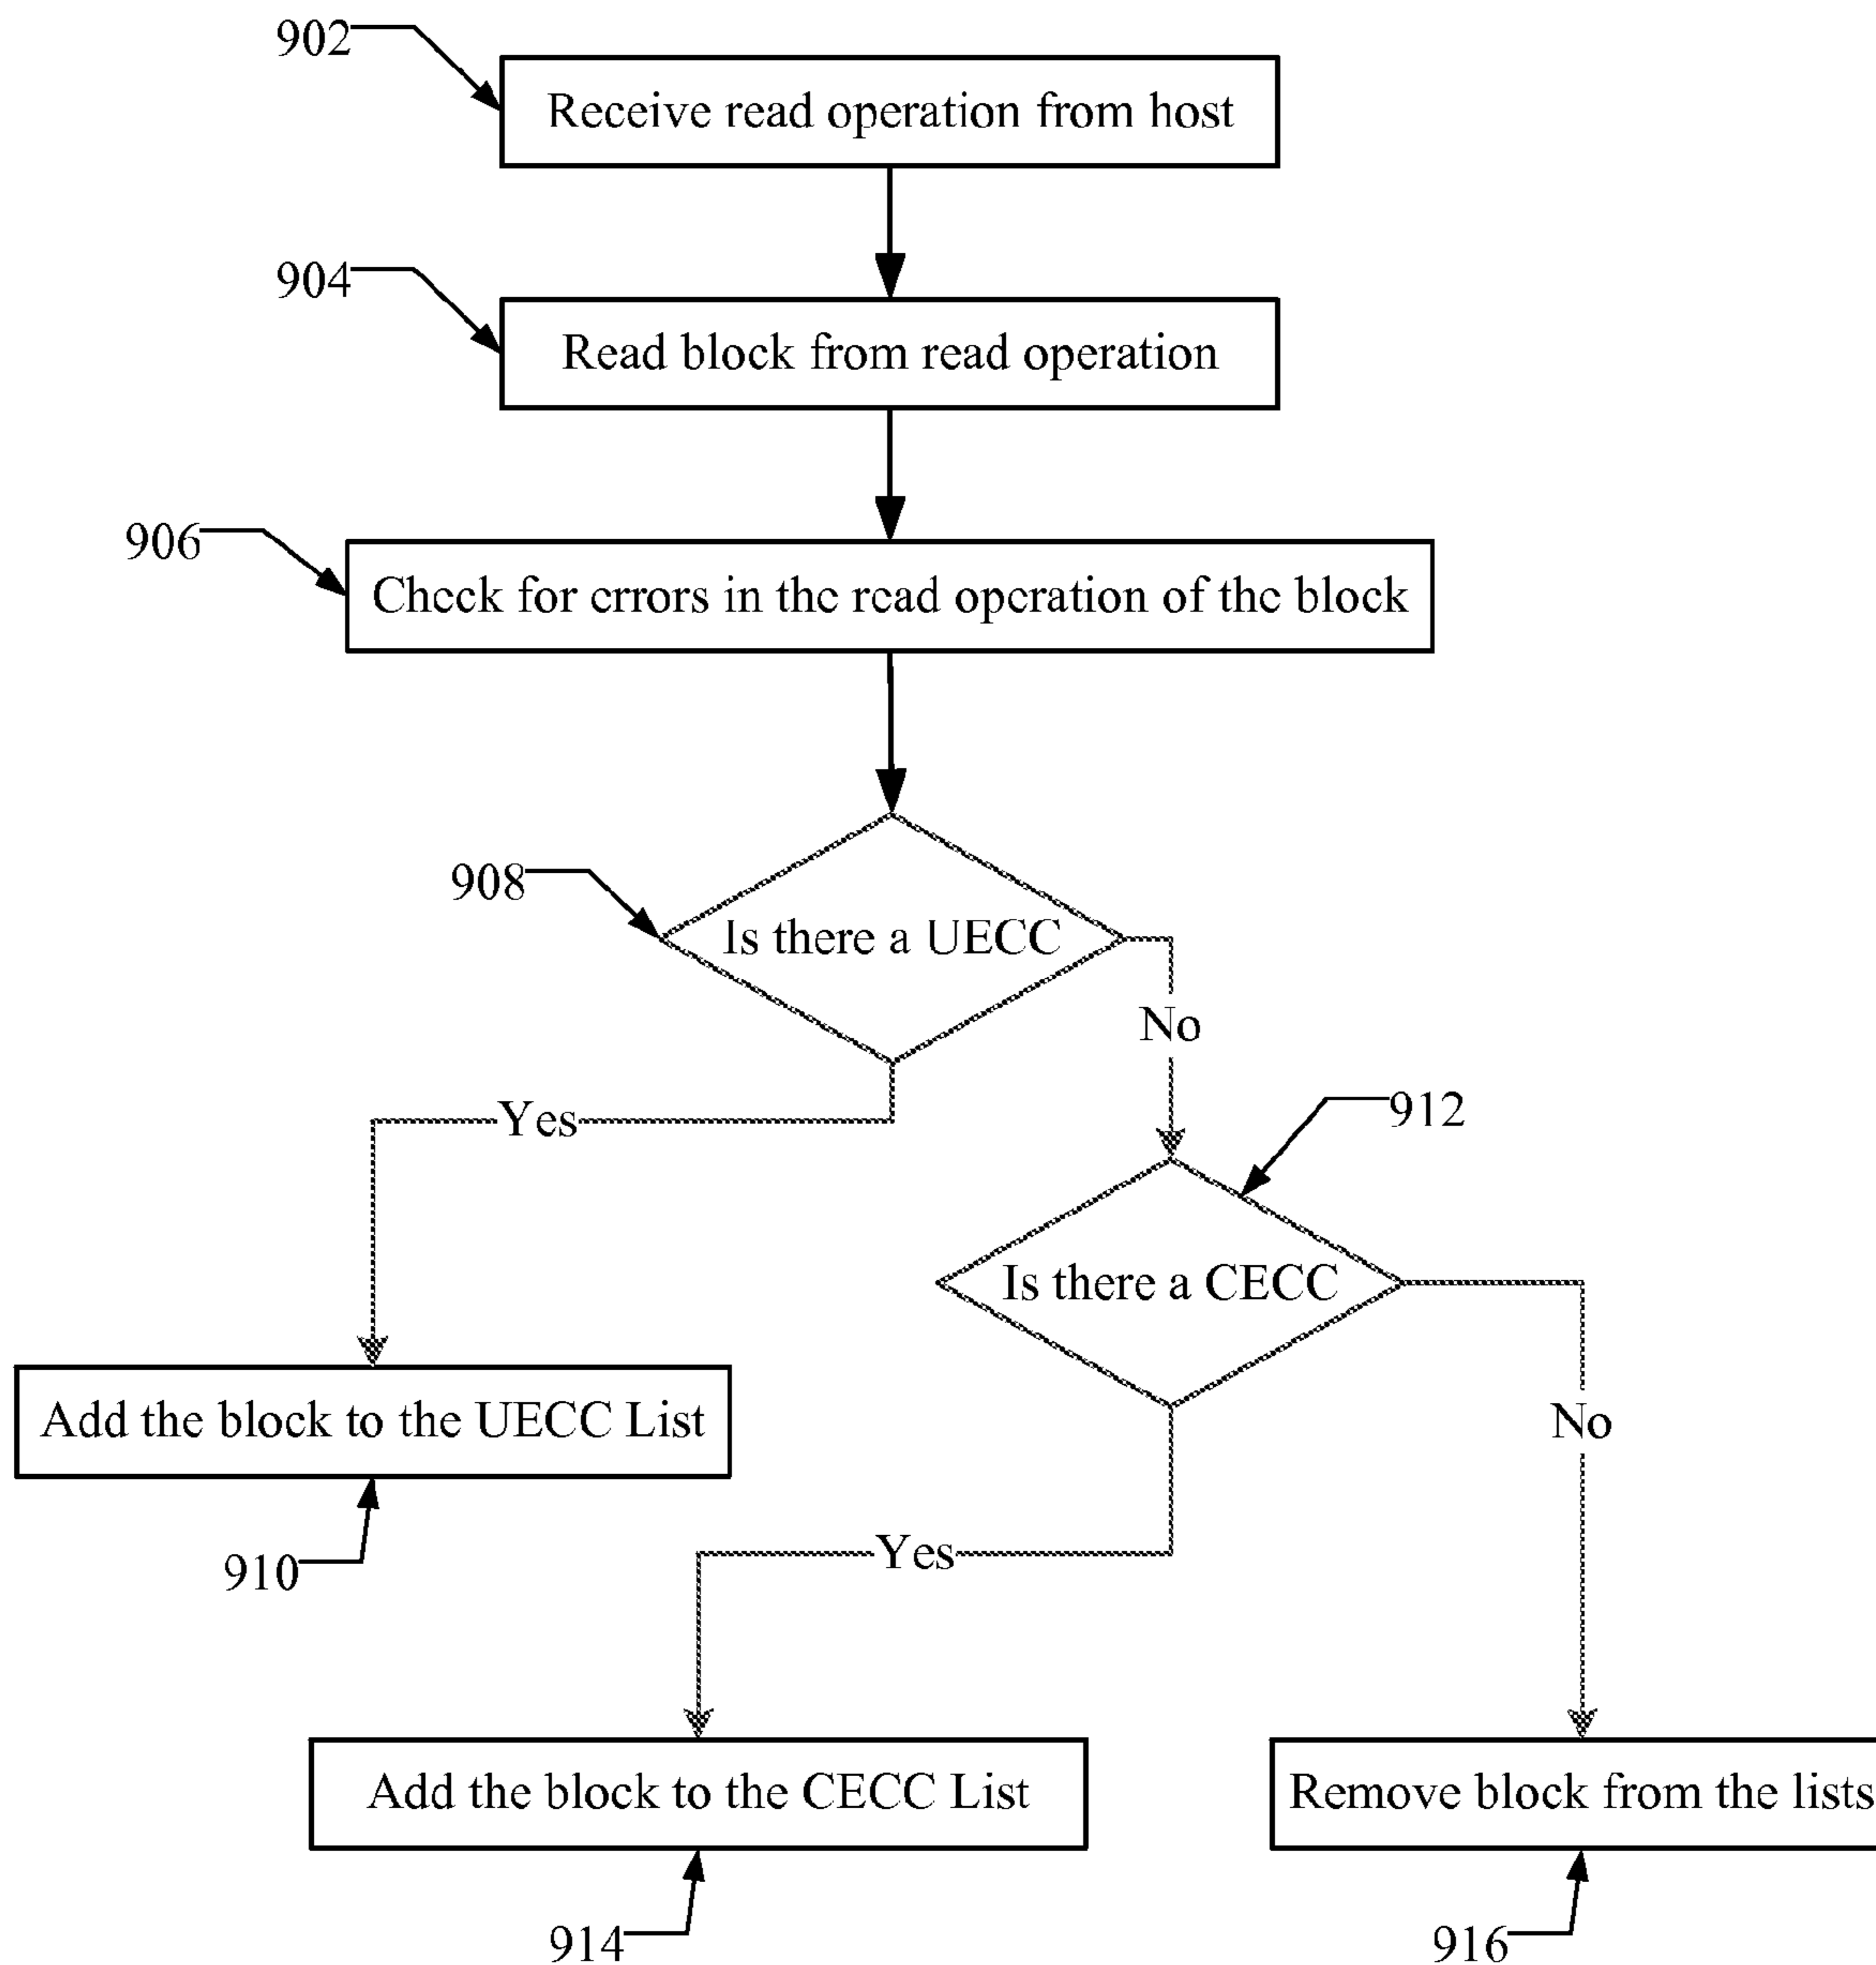 902
Receive read operation from host
904
Read block from read operation
906
Check for errors in the read operation of the block
908
Is there a UECC
No
Yes
912
Is there a CECC
Add the block to the UECC List
No
910
Yes
Add the block to the CECC List
Remove block from the lists
914
916